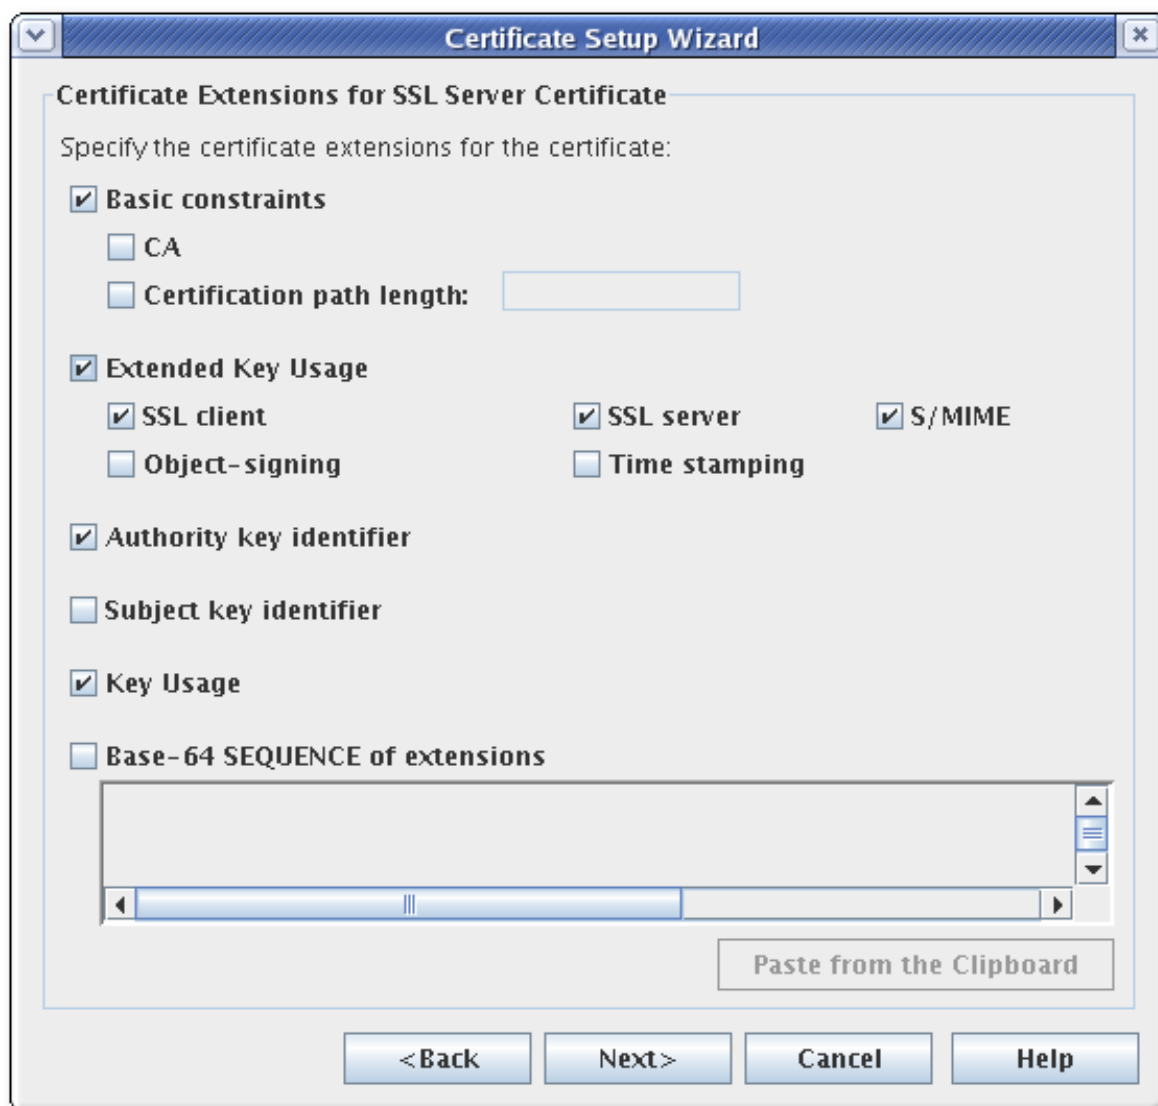 Certificate Setup Wizard
Certificate Extensions for SSL Server Certificate
Specify the certificate extensions for the certificate:
Basic constraints
CA
Certification path length:
Extended Key Usage
SSL client SSL server S/MIME
Object-signing Time stamping
Authority key identifier
Subject key identifier
Key Usage
Base-64 SEQUENCE of extensions
Paste from the Clipboard
<Back Next> Cancel Help